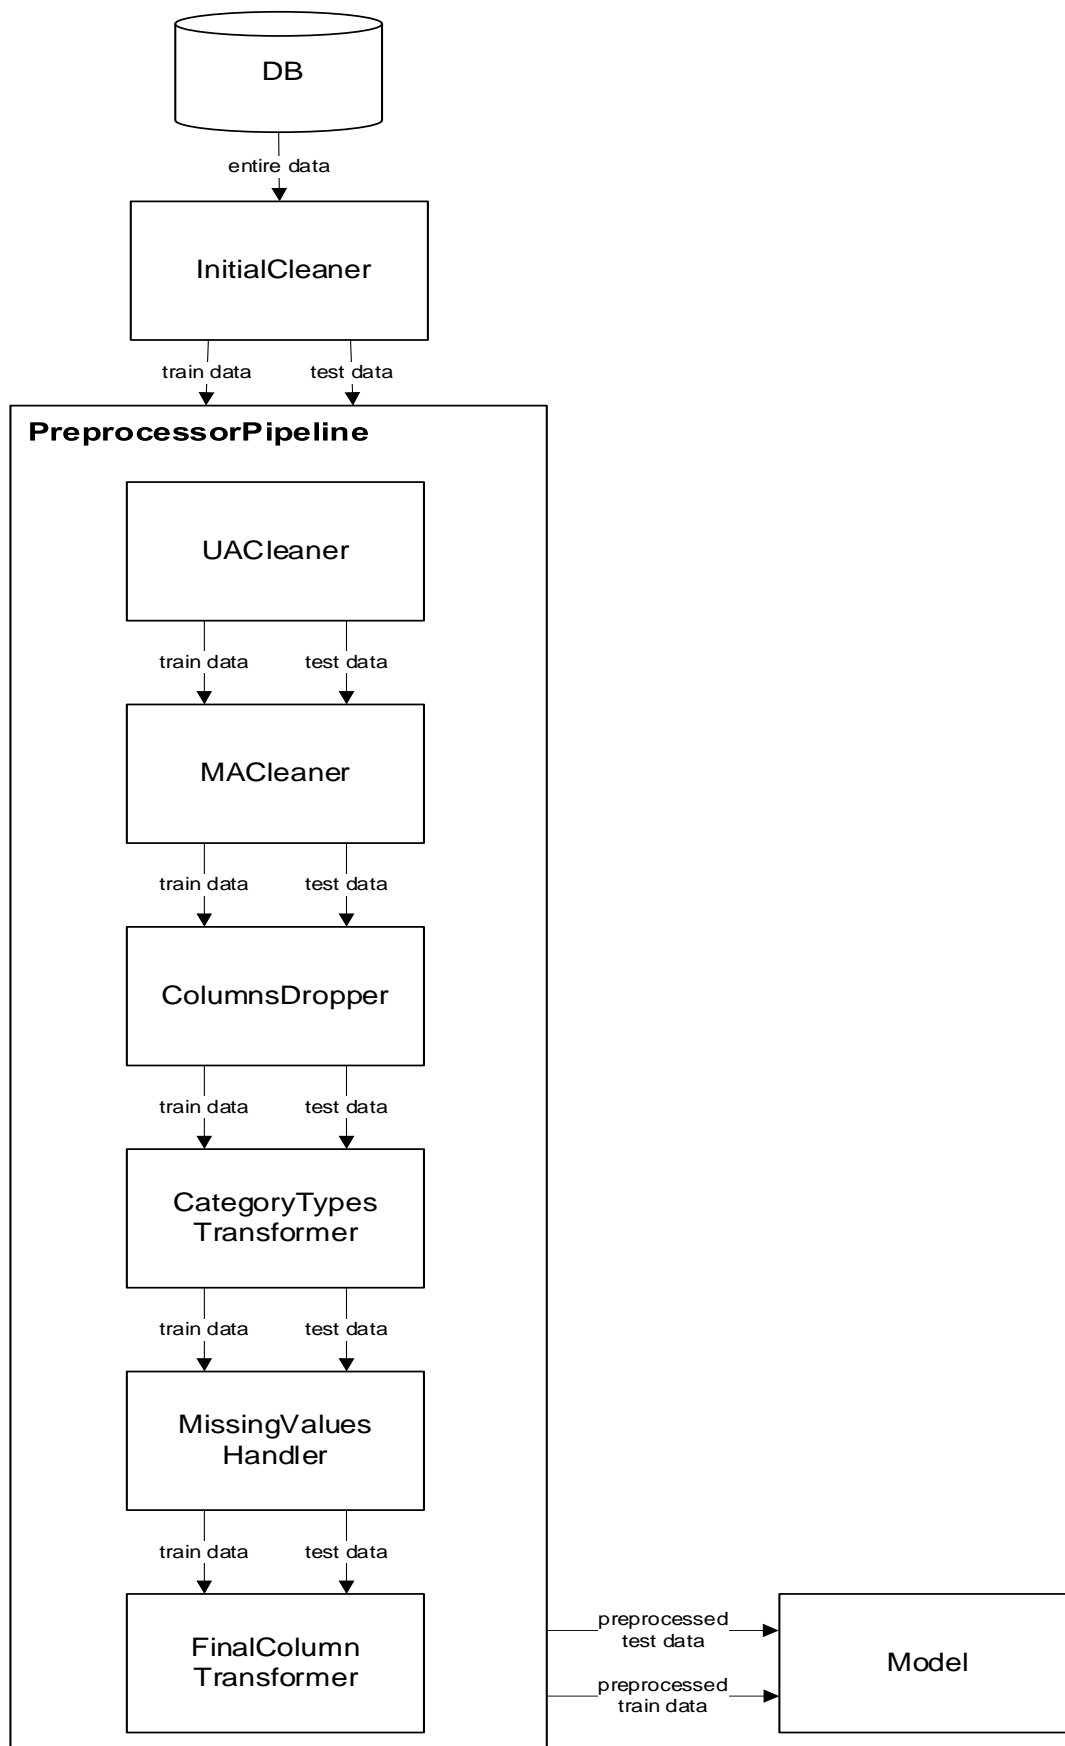 DB
entire data
InitialCleaner
train data
test data
PreprocessorPipeline
UACleaner
train data
test data
MACleaner
train data
test data
ColumnsDropper
train data
test data
CategoryTypes
Transformer
train data
test data
MissingValues
Handler
train data
test data
FinalColumn
Transformer
preprocessed
test data
preprocessed
train data
Model